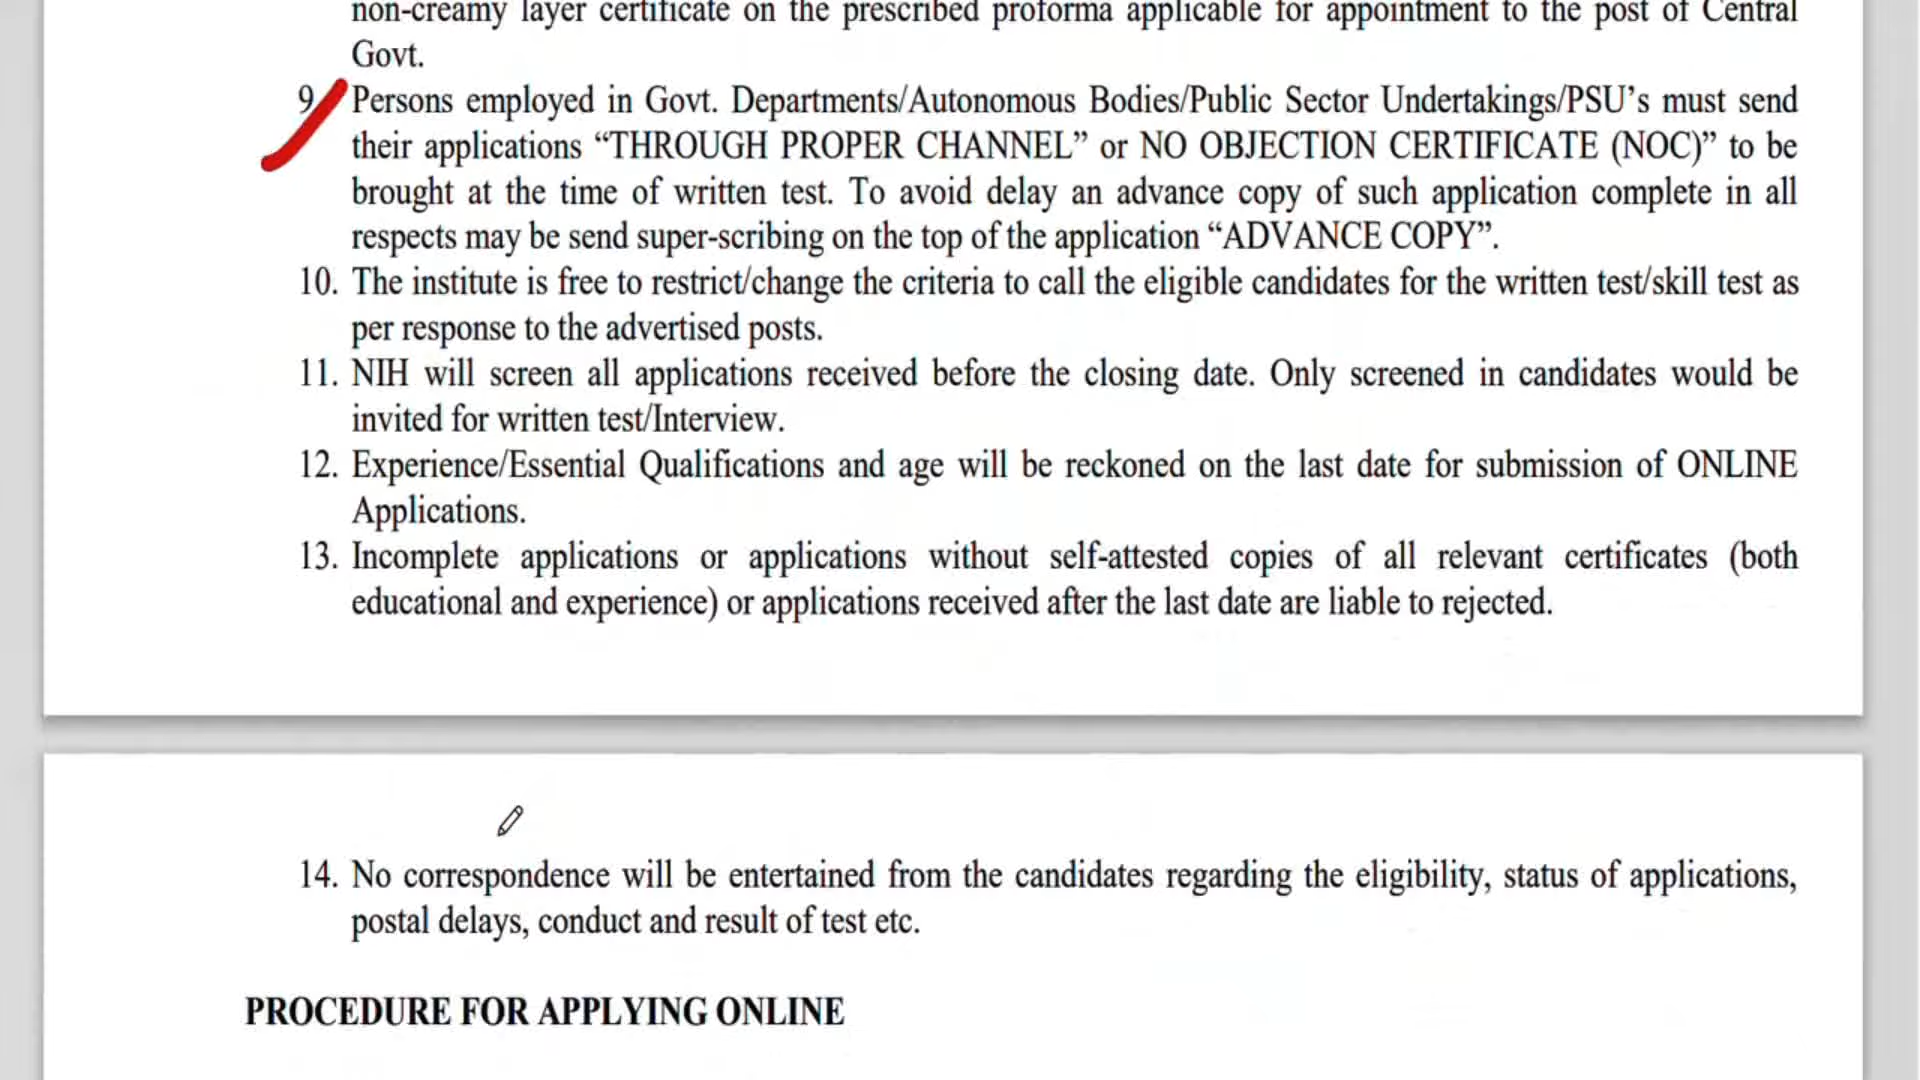 non-creamy layer certificate on the prescribed proforma applicable for appointment to the post of Central
Govt.
9. Persons employed in Govt. Departments/Autonomous Bodies/Public Sector Undertakings/PSU’s must send
their applications “THROUGH PROPER CHANNEL” or NO OBJECTION CERTIFICATE (NOC)” to be
brought at the time of written test. To avoid delay an advance copy of such application complete in all
respects may be send super-scribing on the top of the application “ADVANCE COPY”.
10. The institute is free to restrict/change the criteria to call the eligible candidates for the written test/skill test as
per response to the advertised posts.
11. NIH will screen all applications received before the closing date. Only screened in candidates would be
invited for written test/Interview.
12. Experience/Essential Qualifications and age will be reckoned on the last date for submission of ONLINE
Applications.
13. Incomplete applications or applications without self-attested copies of all relevant certificates (both
educational and experience) or applications received after the last date are liable to rejected.
14. No correspondence will be entertained from the candidates regarding the eligibility, status of applications,
postal delays, conduct and result of test etc.
PROCEDURE FOR APPLYING ONLINE